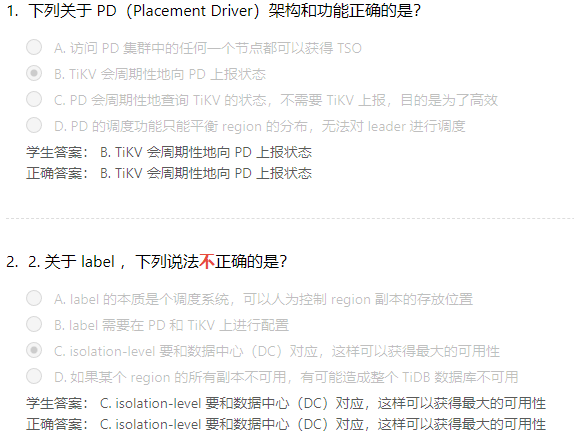 1. 下列关于 PD（Placement Driver）架构和功能正确的是？
A. 访问 PD 集群中的任何一个节点都可以获得 TSO
B. TiKV 会周期性地向 PD 上报状态
C. PD 会周期性地查询 TiKV 的状态，不需要 TiKV 上报，目的是为了高效
D. PD 的调度功能只能平衡 region 的分布，无法对 leader 进行调度
学生答案： B. TiKV 会周期性地向 PD 上报状态
正确答案： B. TiKV 会周期性地向 PD 上报状态
2. 2. 关于 label ，下列说法不正确的是？
A. label 的本质是个调度系统，可以人为控制 region 副本的存放位置
B. label 需要在 PD 和 TiKV 上进行配置
C. isolation-level 要和数据中心（DC）对应，这样可以获得最大的可用性
D. 如果某个 region 的所有副本不可用，有可能造成整个 TiDB 数据库不可用
学生答案： C. isolation-level 要和数据中心（DC）对应，这样可以获得最大的可用性
正确答案： C. isolation-level 要和数据中心（DC）对应，这样可以获得最大的可用性